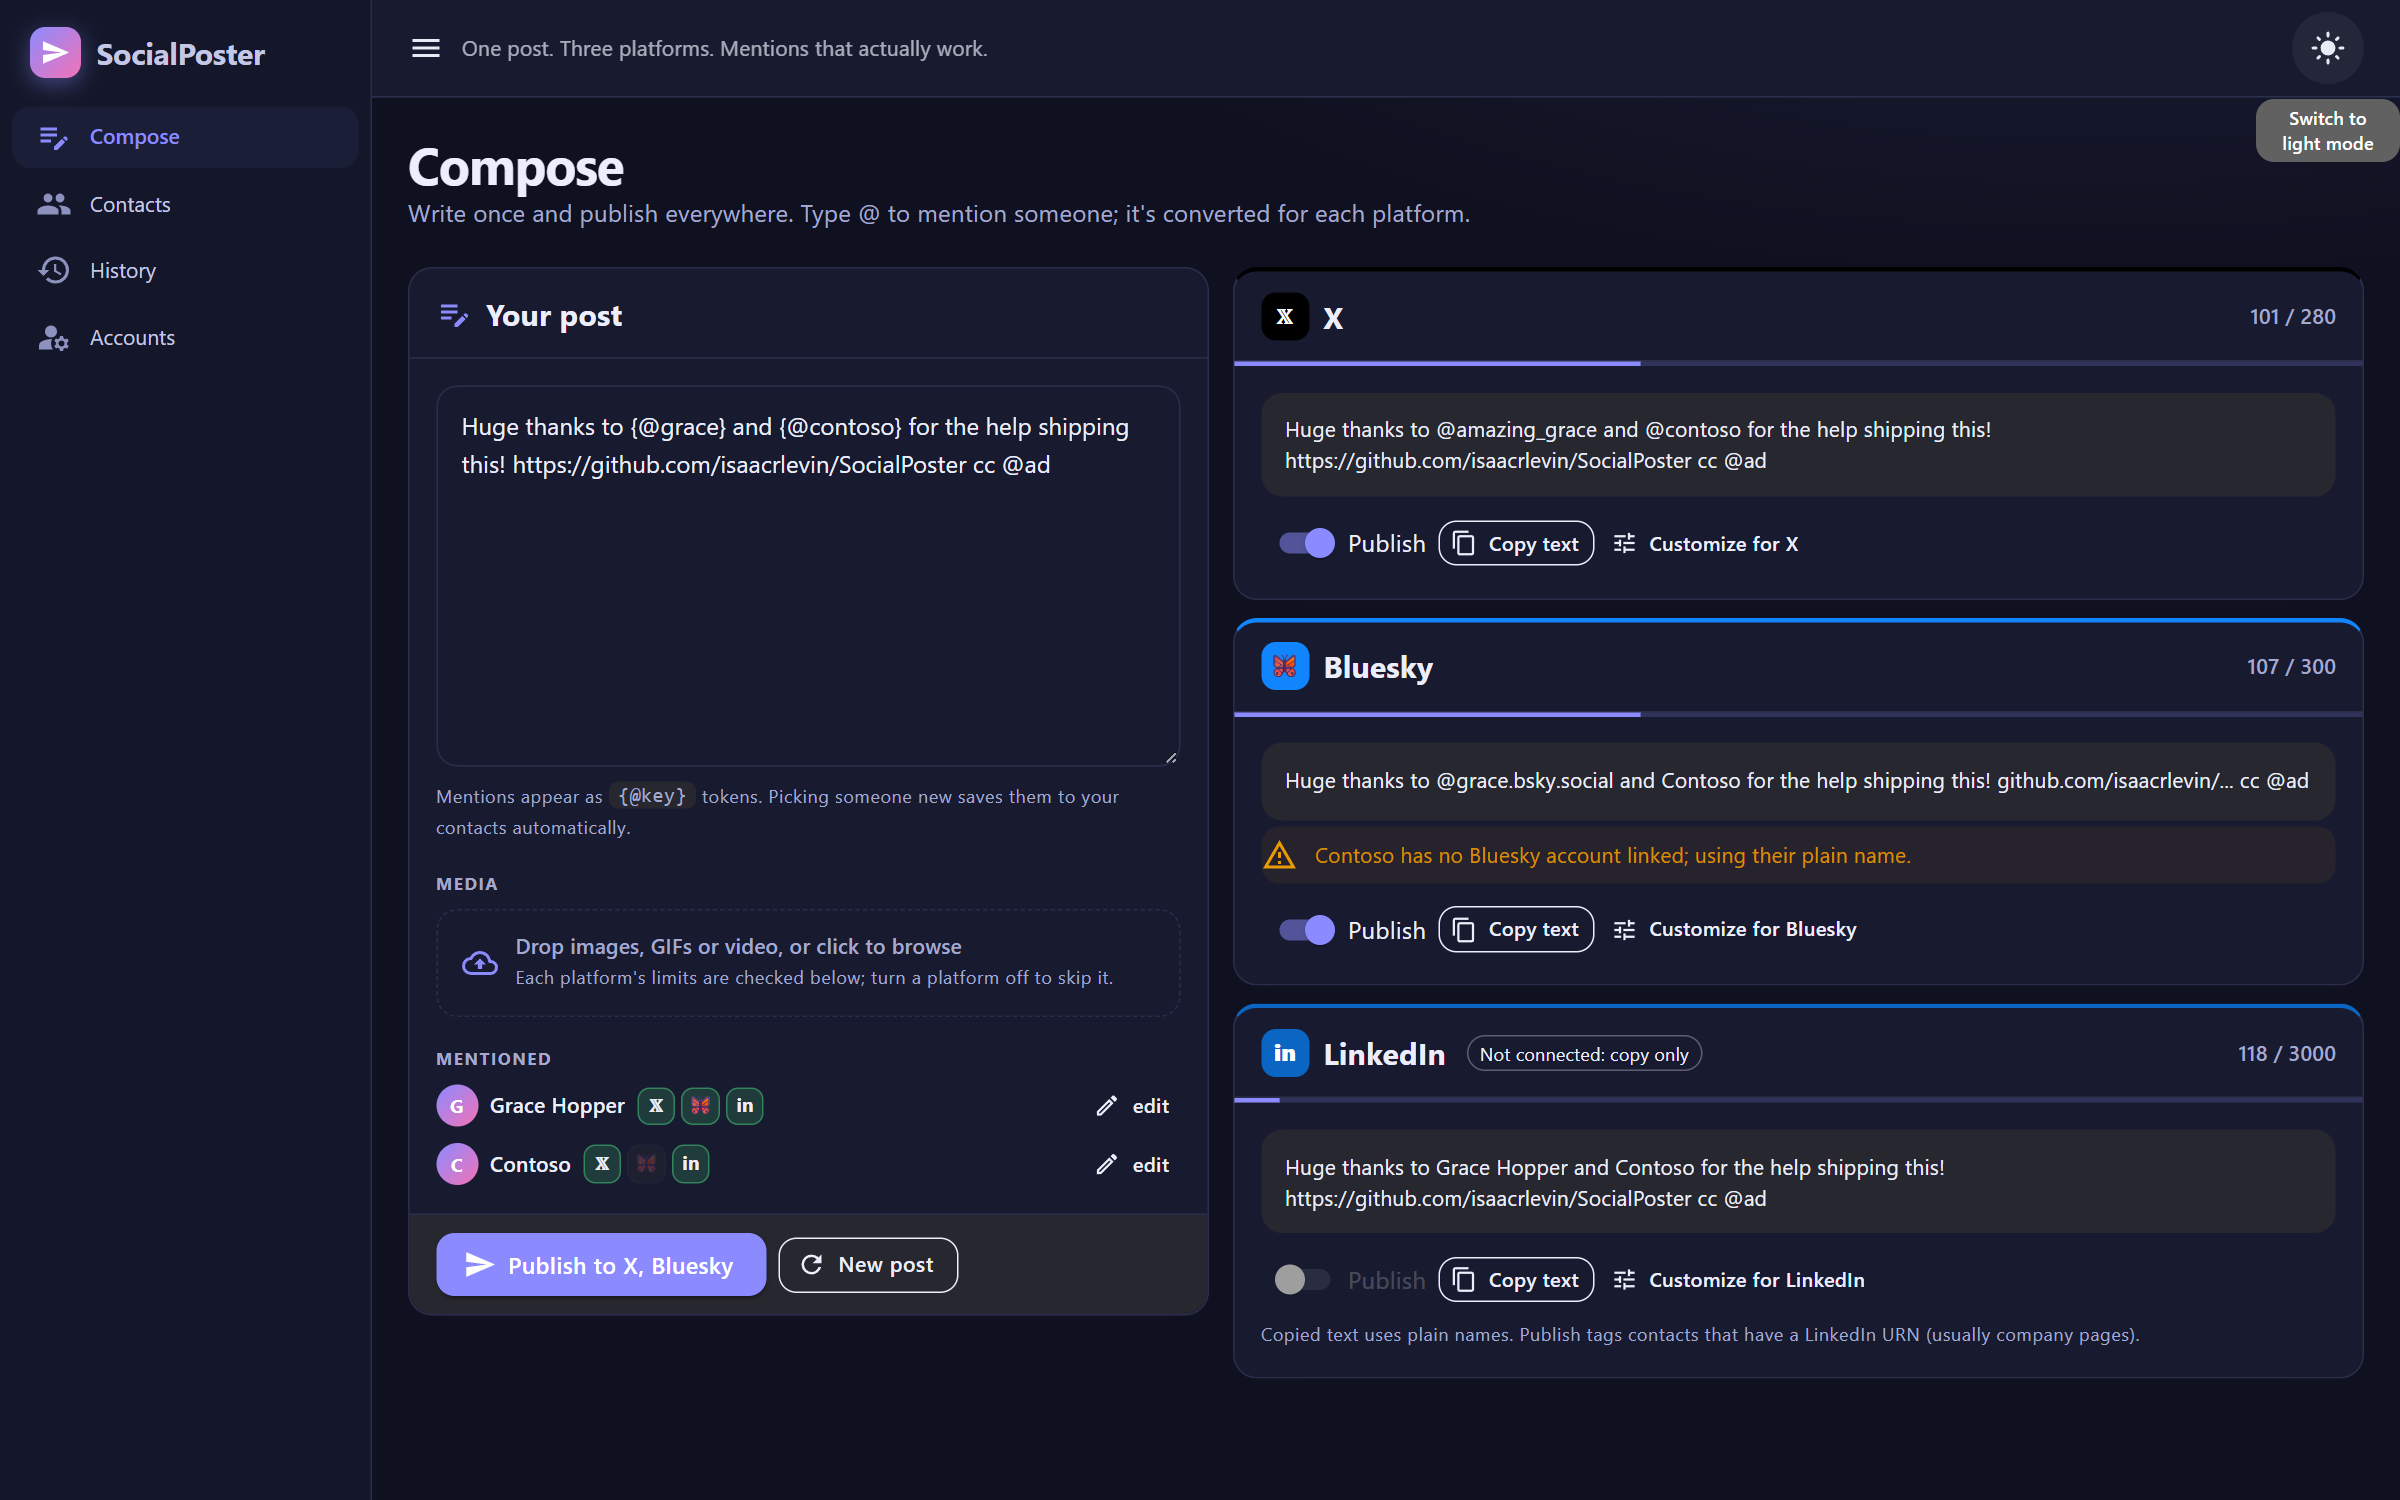 SocialPoster
Compose
Contacts
History
Accounts
One post. Three platforms. Mentions that actually work.
Switch to
light mode
Compose
Write once and publish everywhere. Type @ to mention someone; it's converted for each platform.
Your post
Huge thanks to {@grace} and {@contoso} for the help shipping
this! https://github.com/isaacrlevin/SocialPoster cc @ad
Mentions appear as {@key} tokens. Picking someone new saves them to your
contacts automatically.
MEDIA
Drop images, GIFs or video, or click to browse
Each platform's limits are checked below; turn a platform off to skip it.
MENTIONED
G Grace Hopper 𝕏 in edit
C Contoso 𝕏 in edit
Publish to X, Bluesky
New post
𝕏 X 101 / 280
Huge thanks to @amazing_grace and @contoso for the help shipping this!
https://github.com/isaacrlevin/SocialPoster cc @ad
Publish Copy text Customize for X
Bluesky 107 / 300
Huge thanks to @grace.bsky.social and Contoso for the help shipping this! github.com/isaacrlevin/... cc @ad
Contoso has no Bluesky account linked; using their plain name.
Publish Copy text Customize for Bluesky
in LinkedIn Not connected: copy only 118 / 3000
Huge thanks to Grace Hopper and Contoso for the help shipping this!
https://github.com/isaacrlevin/SocialPoster cc @ad
Publish Copy text Customize for LinkedIn
Copied text uses plain names. Publish tags contacts that have a LinkedIn URN (usually company pages).